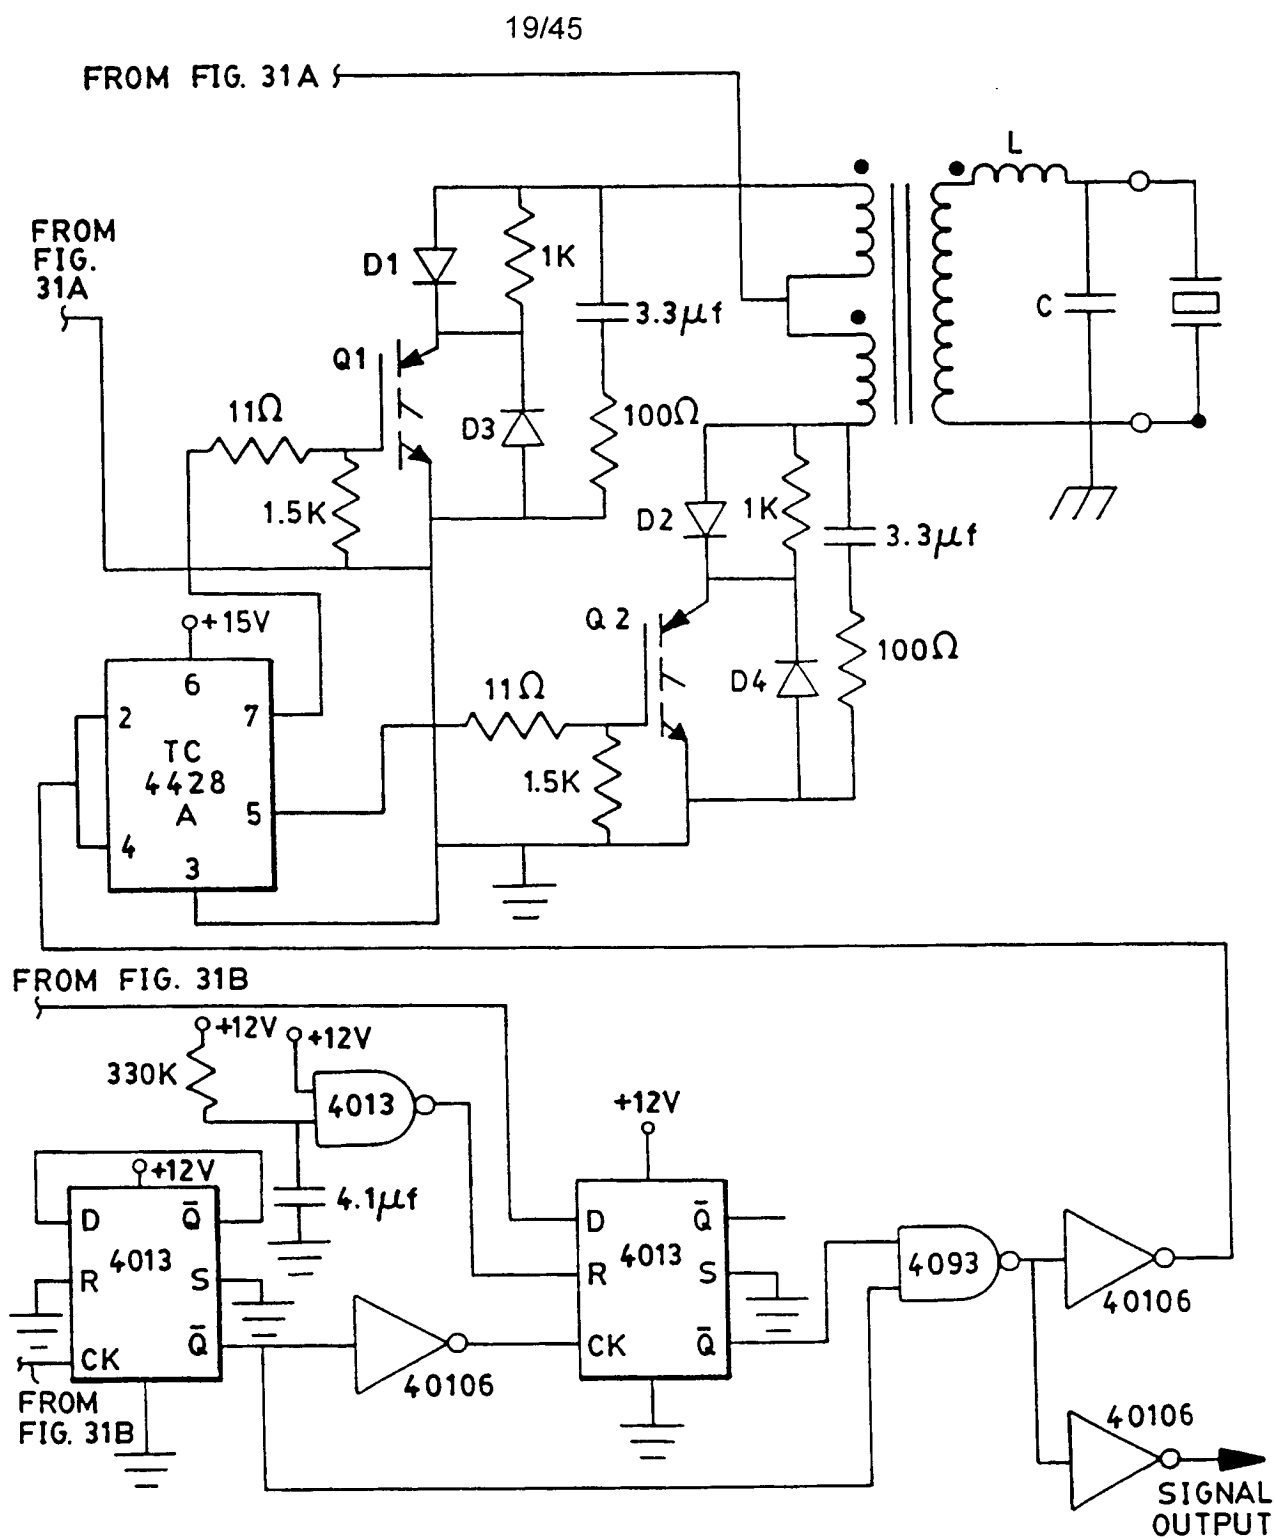 19/45
FROM FIG. 31A
L
FROM
FIG.
31A
D1
1K
3.3μf
C
Q1
11Ω
D3
100Ω
1.5K
D2
1K
3.3μf
+15V
Q2
100Ω
6
11Ω
D4
2
7
TC
4428
A
1.5K
5
4
3
FROM FIG. 31B
+12V
+12V
330K
4013
+12V
+12V
4.1μf
D
Q̅
4013
R
S
Q̅
CK
FROM
FIG. 31B
40106
D
Q̅
4013
R
S
CK
Q̅
4093
40106
40106
SIGNAL
OUTPUT